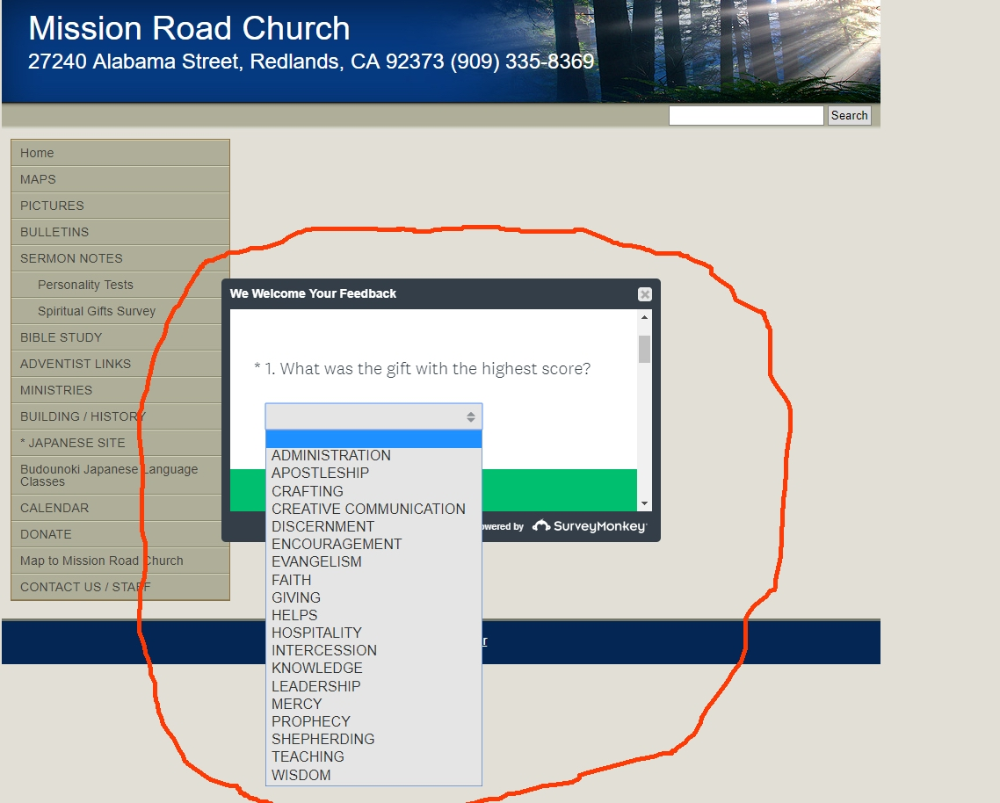 Mission Road Church
27240 Alabama Street, Redlands, CA 92373 (909) 335-8369
Search
Home
MAPS
PICTURES
BULLETINS
SERMON NOTES
Personality Tests
Spiritual Gifts Survey
BIBLE STUDY
ADVENTIST LINKS
MINISTRIES
BUILDING / HISTORY
* JAPANESE SITE
Budounoki Japanese Language
Classes
CALENDAR
DONATE
Map to Mission Road Church
CONTACT US / STAFF
We Welcome Your Feedback
* 1. What was the gift with the highest score?
ADMINISTRATION
APOSTLESHIP
CRAFTING
CREATIVE COMMUNICATION
DISCERNMENT
ENCOURAGEMENT
EVANGELISM
FAITH
GIVING
HELPS
HOSPITALITY
INTERCESSION
KNOWLEDGE
LEADERSHIP
MERCY
PROPHECY
SHEPHERDING
TEACHING
WISDOM
wered by SurveyMonkey
r